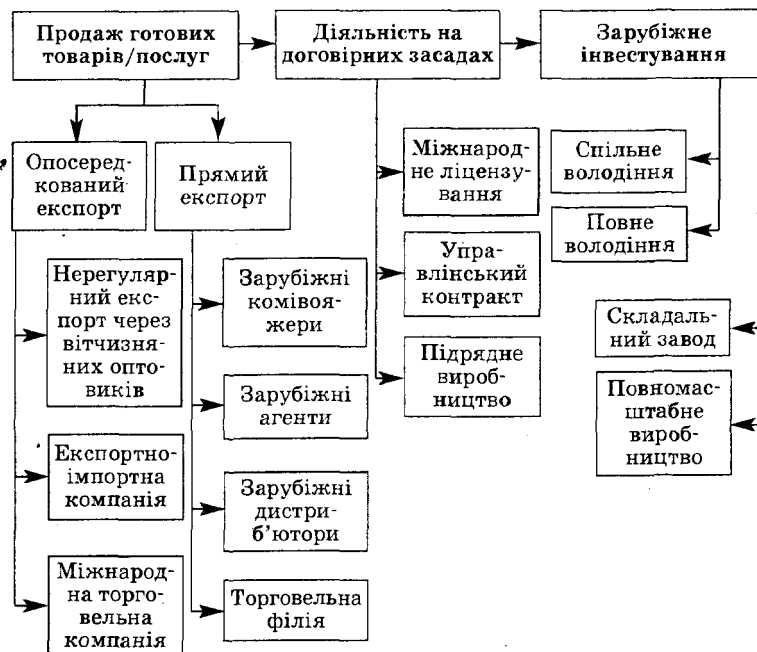 Продаж готових
товарів/послуг
Діяльність на
договірних засадах
Зарубіжне
інвестування
Опосеред-
кований
експорт
Прямий
експорт
Нерегуляр-
ний екс-
порт через
вітчизня-
них опто-
виків
Експортно-
імпортна
компанія
Міжнарод-
на торго-
вельна
компанія
Зарубіжні
комівоя-
жери
Зарубіжні
агенти
Зарубіжні
дистри-
б’ютори
Торговельна
філія
Міжнарод-
не ліцензу-
вання
Упра-
влінський
контракт
Підрядне
вироб-
ництво
Спільне
володіння
Повне
володіння
Складаль-
ний завод
Повномас-
штабне
вироб-
ництво